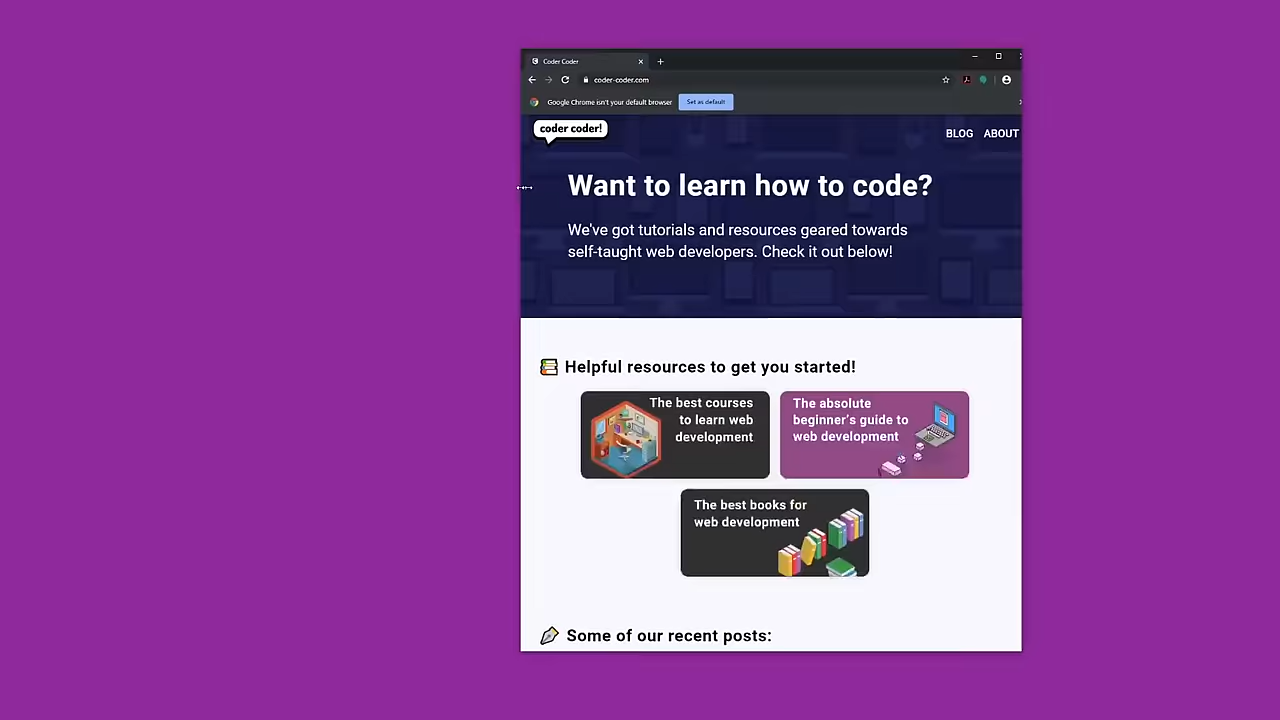 Coder Coder
coder-coder.com
Google Chrome isn't your default browser
Set as default
coder coder!
BLOG ABOUT
Want to learn how to code?
We've got tutorials and resources geared towards
self-taught web developers. Check it out below!
Helpful resources to get you started!
The best courses
to learn web
development
The absolute
beginner's guide to
web development
The best books for
web development
Some of our recent posts: